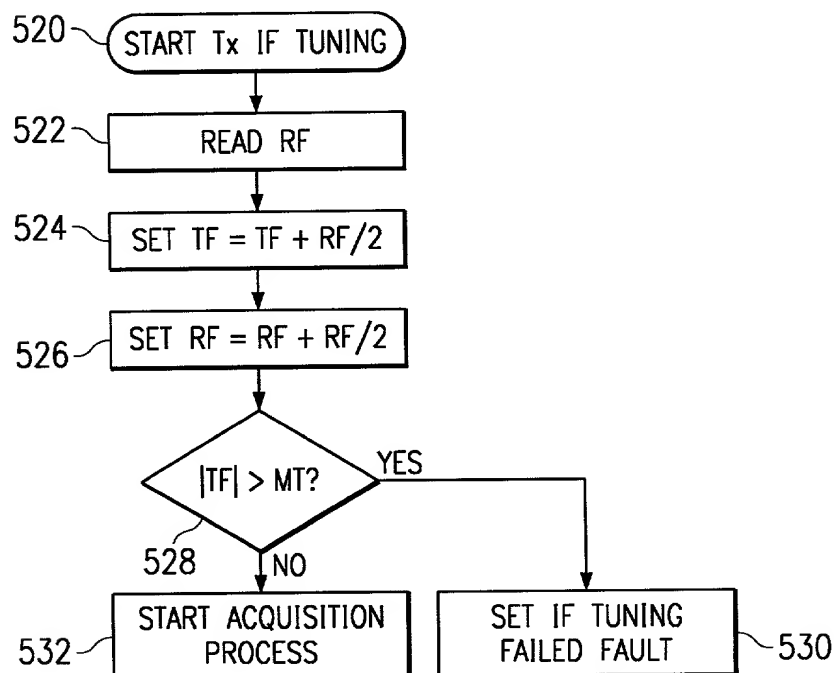 520
START Tx IF TUNING
522
READ RF
524
SET TF = TF + RF/2
526
SET RF = RF + RF/2
|TF| > MT?
YES
528
NO
START ACQUISITION
PROCESS
532
SET IF TUNING
FAILED FAULT
530